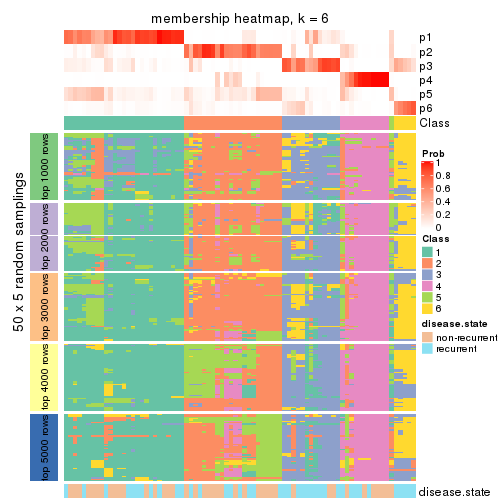 membership heatmap, k = 6
p1
p2
p3
p4
p5
p6
Class
50 x 5 random samplings
top 1000 rows
top 2000 rows
top 3000 rows
top 4000 rows
top 5000 rows
disease.state
Prob
1
0.8
0.6
0.4
0.2
0
Class
1
2
3
4
5
6
disease.state
non-recurrent
recurrent